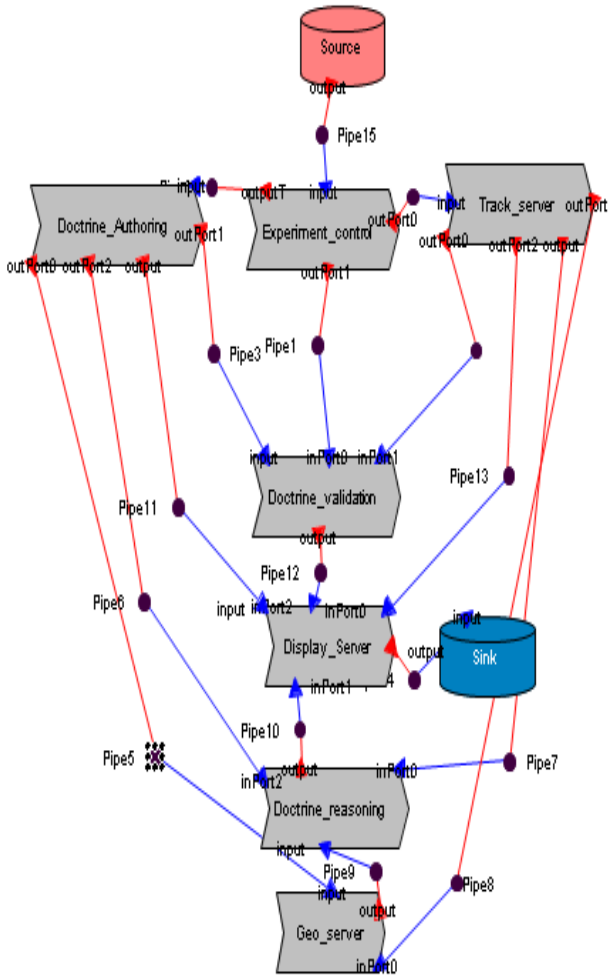 Source
output
Pipe15
input
outputT
input
outPort0
input
Track_server
outPort
Doctrine_Authoring
outPort1
Experiment_control
outPort0
outPort2
output
outPort1
outPort0
outPort2
output
Pipe3
Pipe1
input
inPort0
inPort1
Doctrine_validation
Pipe13
Pipe11
output
Pipe12
Pipe6
input
inPort2
inPort0
input
Display_Server
output
Sink
inPort1
4
Pipe10
Pipe5
output
inPort0
Pipe7
inPort2
Doctrine_reasoning
input
Pipe9
Pipe8
input
output
Geo_server
inPort0